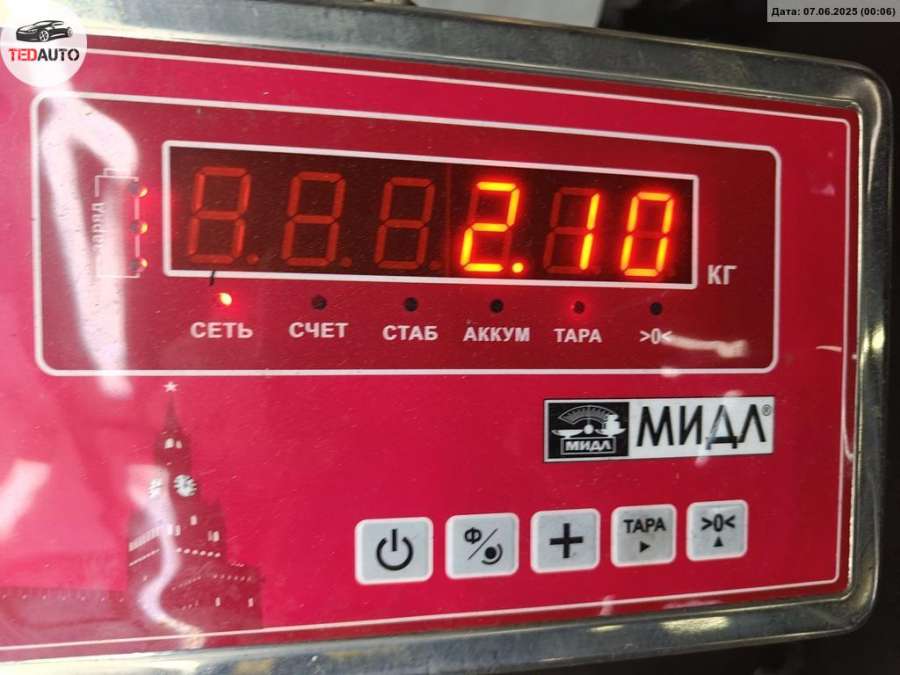 Дата: 07.06.2025 (00:06)
TEDAUTO
заряд
2.10
КГ
СЕТЬ СЧЕТ СТАБ АККУМ ТАРА >0<
МИДЛ МИДЛ®
Ф + ТАРА >0<